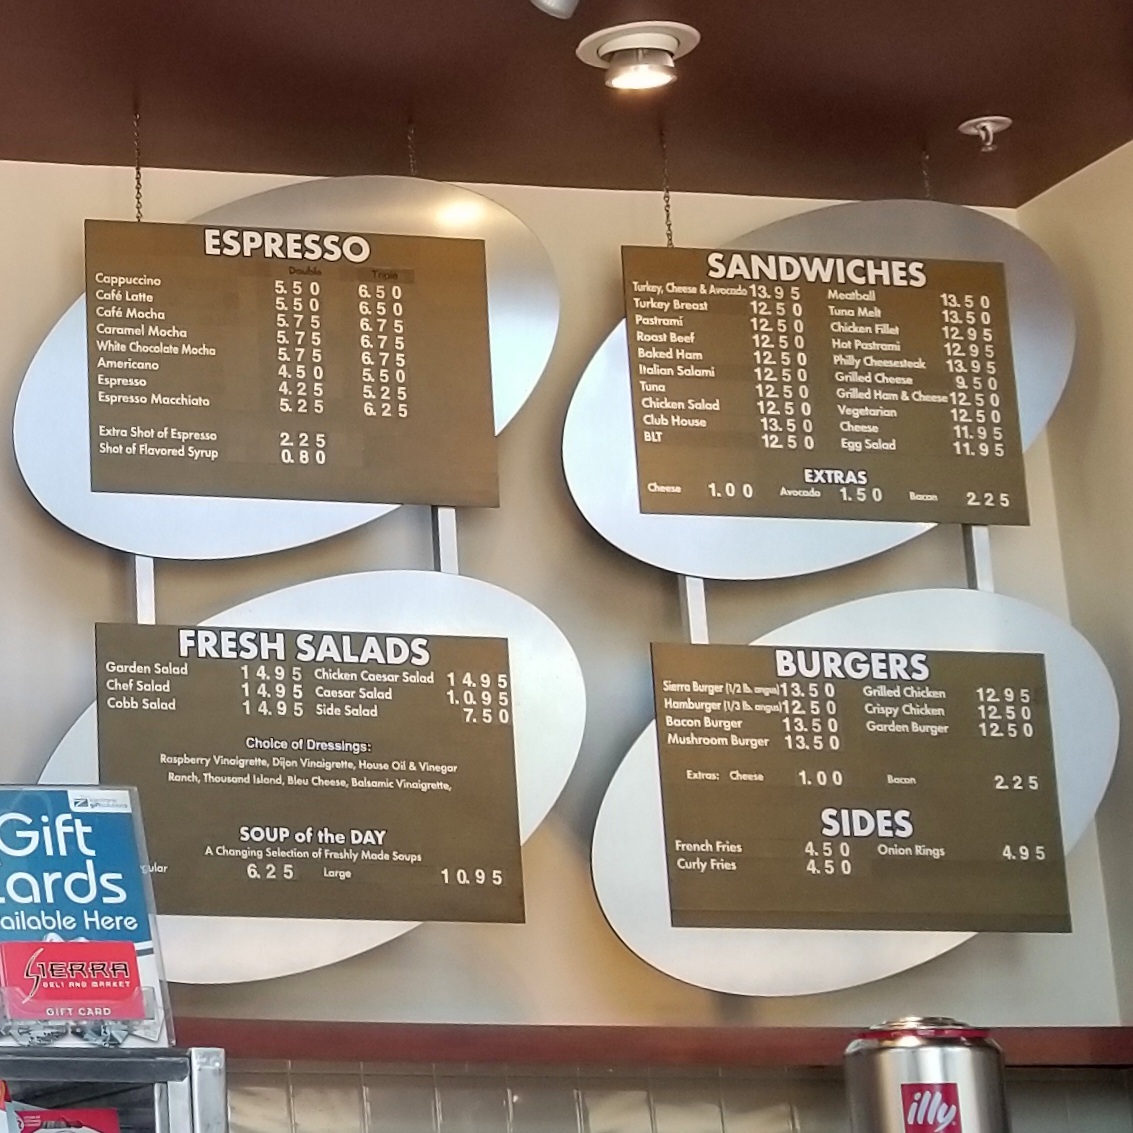 ESPRESSO
Double Triple
Cappuccino 5.50 6.50
Café Latte 5.50 6.50
Café Mocha 5.75 6.75
Caramel Mocha 5.75 6.75
White Chocolate Mocha 5.75 6.75
Americano 4.50 5.50
Espresso 4.25 5.25
Espresso Macchiato 5.25 6.25
Extra Shot of Espresso 2.25
Shot of Flavored Syrup 0.80
SANDWICHES
Turkey, Cheese & Avocado 13.95 Meatball 13.50
Turkey Breast 12.50 Tuna Melt 13.50
Pastrami 12.50 Chicken Fillet 12.95
Roast Beef 12.50 Hot Pastrami 12.95
Baked Ham 12.50 Philly Cheesesteak 13.95
Italian Salami 12.50 Grilled Cheese 9.50
Tuna 12.50 Grilled Ham & Cheese 12.50
Chicken Salad 12.50 Vegetarian 12.50
Club House 13.50 Cheese 11.95
BLT 12.50 Egg Salad 11.95
EXTRAS
Cheese 1.00 Avocado 1.50 Bacon 2.25
FRESH SALADS
Garden Salad 14.95 Chicken Caesar Salad 14.95
Chef Salad 14.95 Caesar Salad 1.0.95
Cobb Salad 14.95 Side Salad 7.50
Choice of Dressings:
Raspberry Vinaigrette, Dijon Vinaigrette, House Oil & Vinegar
Ranch, Thousand Island, Bleu Cheese, Balsamic Vinaigrette,
SOUP of the DAY
A Changing Selection of Freshly Made Soups
gular 6.25 Large 10.95
BURGERS
Sierra Burger (1/2 lb. angus) 13.50 Grilled Chicken 12.95
Hamburger (1/3 lb. angus) 12.50 Crispy Chicken 12.50
Bacon Burger 13.50 Garden Burger 12.50
Mushroom Burger 13.50
Extras: Cheese 1.00 Bacon 2.25
SIDES
French Fries 4.50 Onion Rings 4.95
Curly Fries 4.50
Gift
Cards
ailable Here
SIERRA
DELI AND MARKET
GIFT CARD
illy